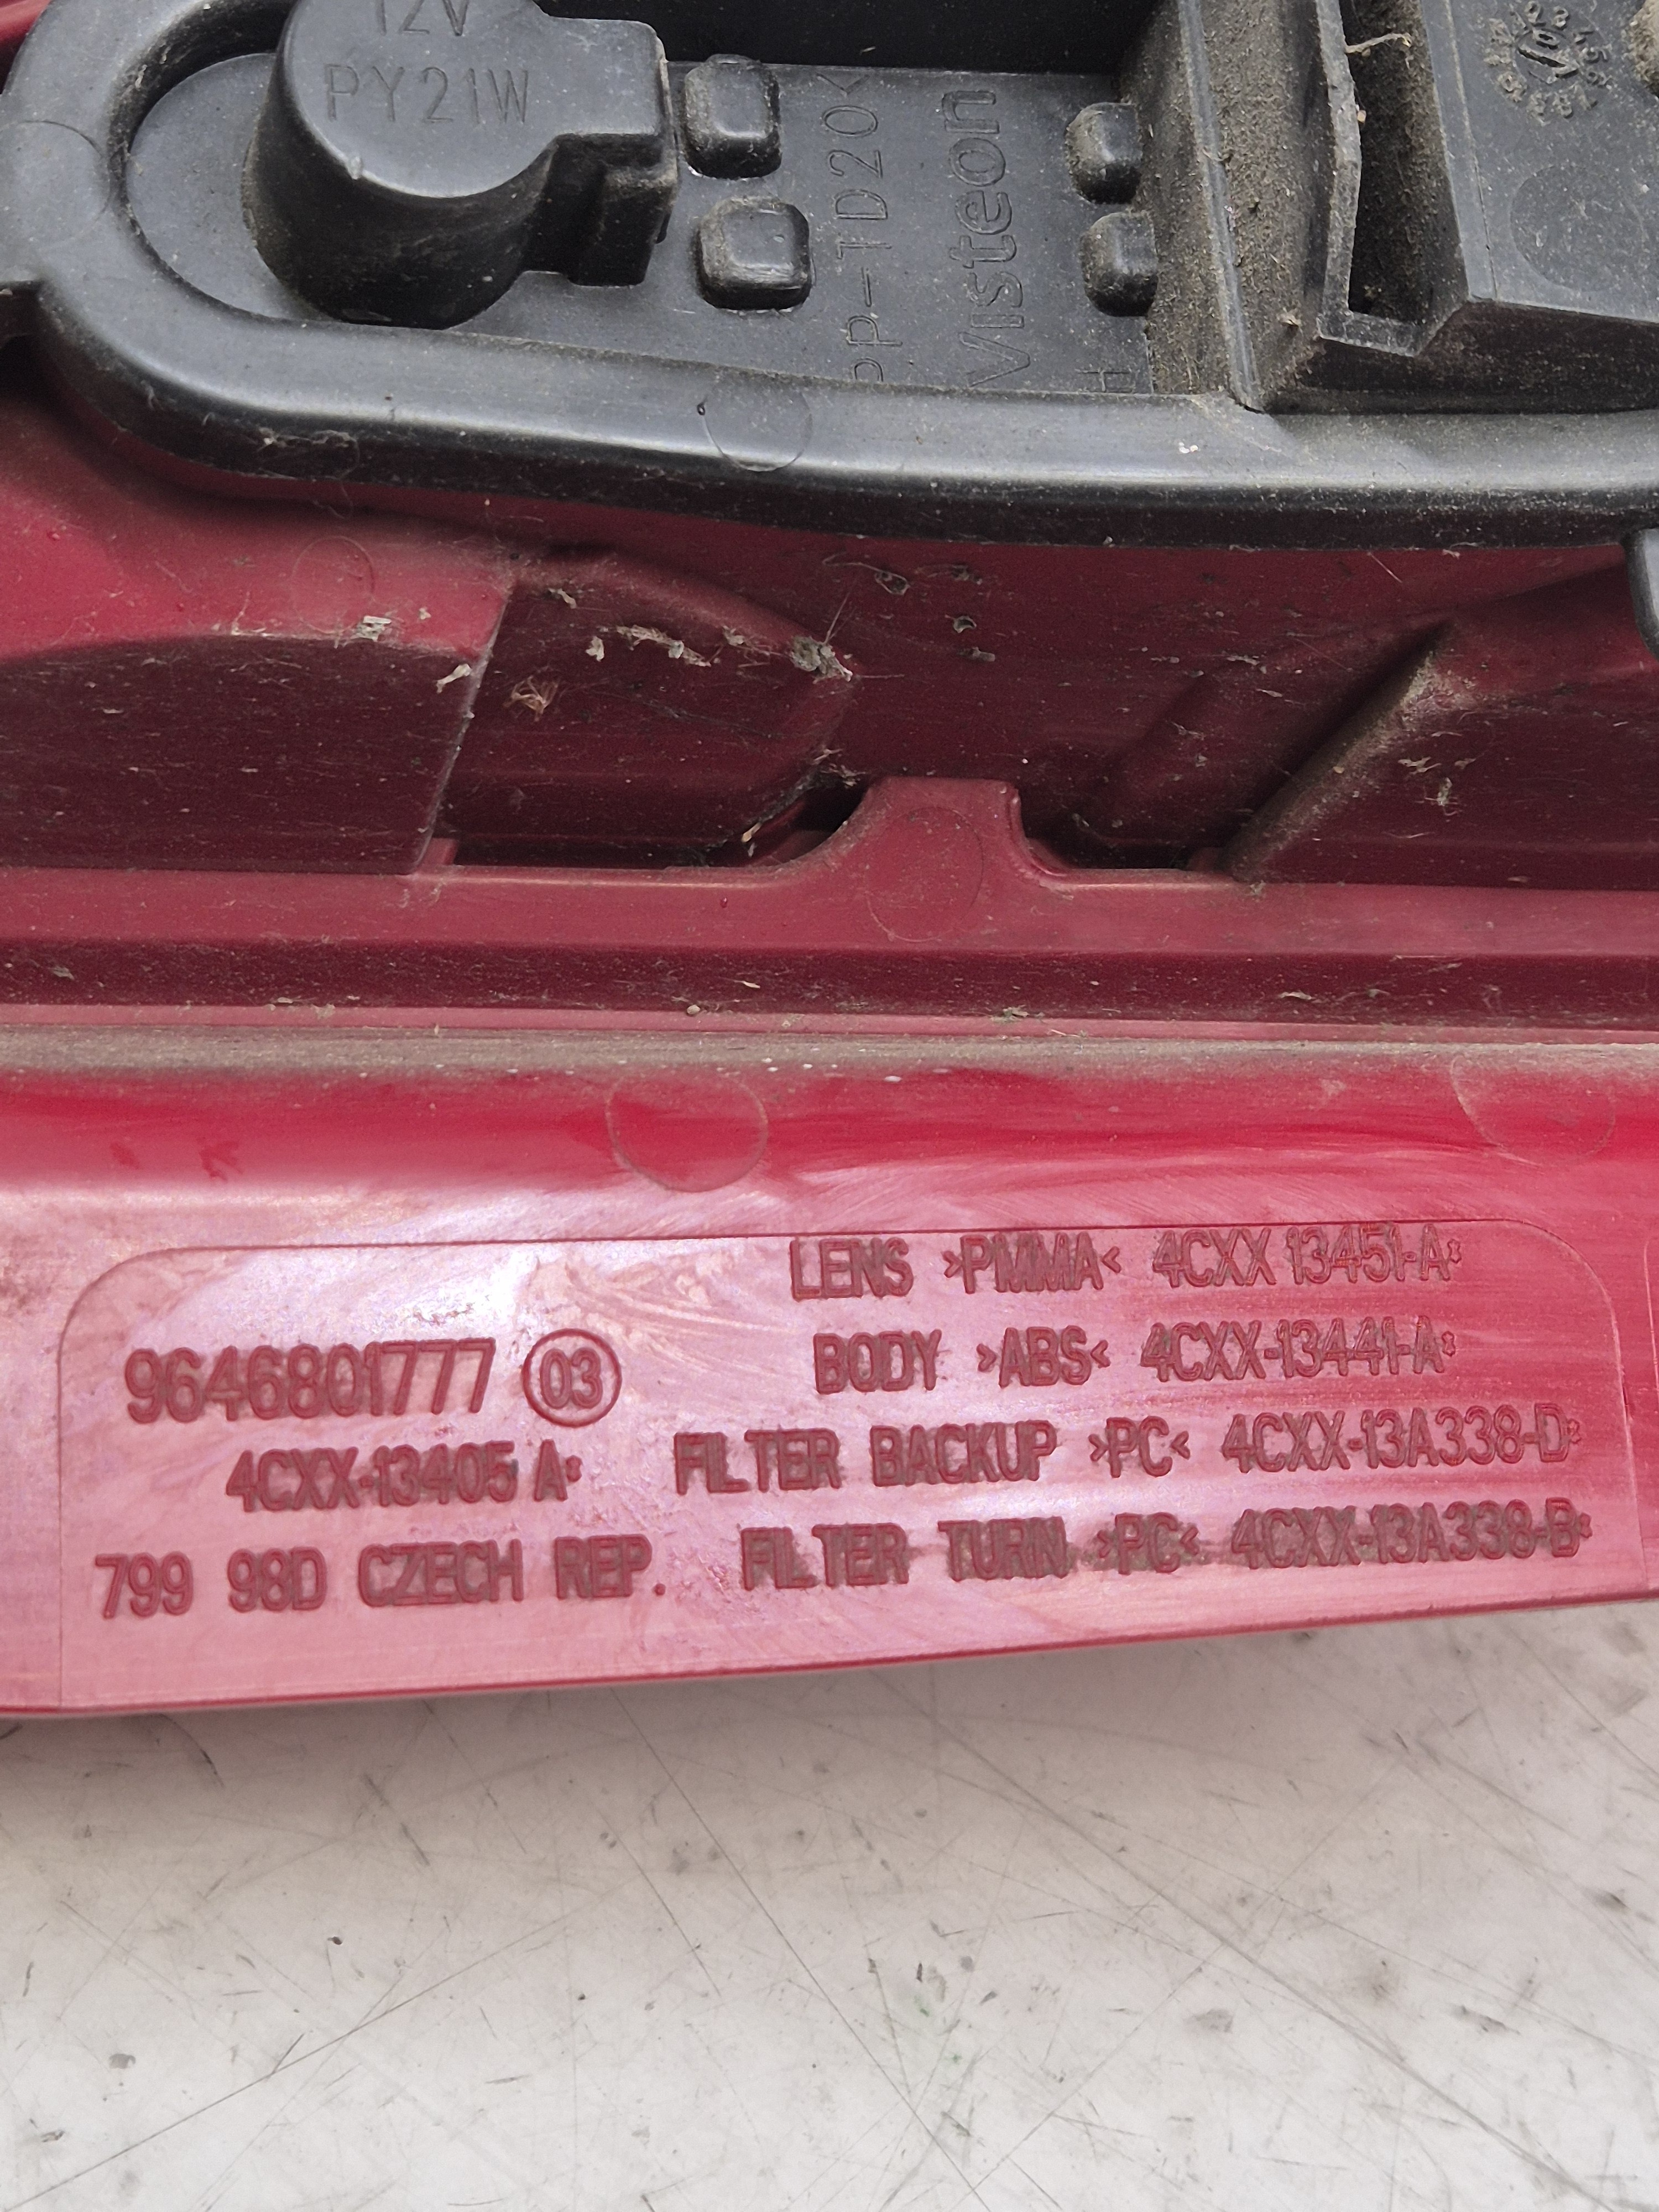 12V
PY21W
PP-TD20<
Visteon
H
LENS >PMMA< 4CXX 13451-A
BODY >ABS< 4CXX-13441-A
9646801777 03
FILTER BACKUP >PC< 4CXX-13A338-D
4CXX-13405 A
FILTER TURN >PC< 4CXX-13A338-B
799 98D CZECH REP.